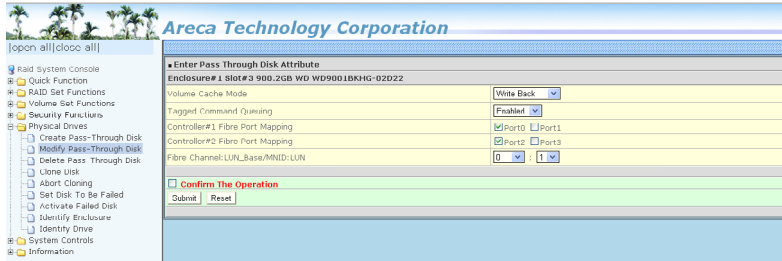 Areca Technology Corporation
|open all|close all|
Raid System Console
Quick Function
RAID Set Functions
Volume Set Functions
Security Functions
Physical Drives
Create Pass-Through Disk
Modify Pass-Through Disk
Delete Pass Through Disk
Clone Disk
Abort Cloning
Set Disk To Be Failed
Activate Failed Disk
Identify Enclosure
Identify Drive
System Controls
Information
Enter Pass Through Disk Attribute
Enclosure#1 Slot#3 900.2GB WD WD9001BKHG-02D22
Volume Cache Mode Write Back
Tagged Command Queuing Enabled
Controller#1 Fibre Port Mapping Port0 Port1
Controller#2 Fibre Port Mapping Port2 Port3
Fibre Channel:LUN_Base/MNID:LUN 0 : 1
Confirm The Operation
Submit Reset